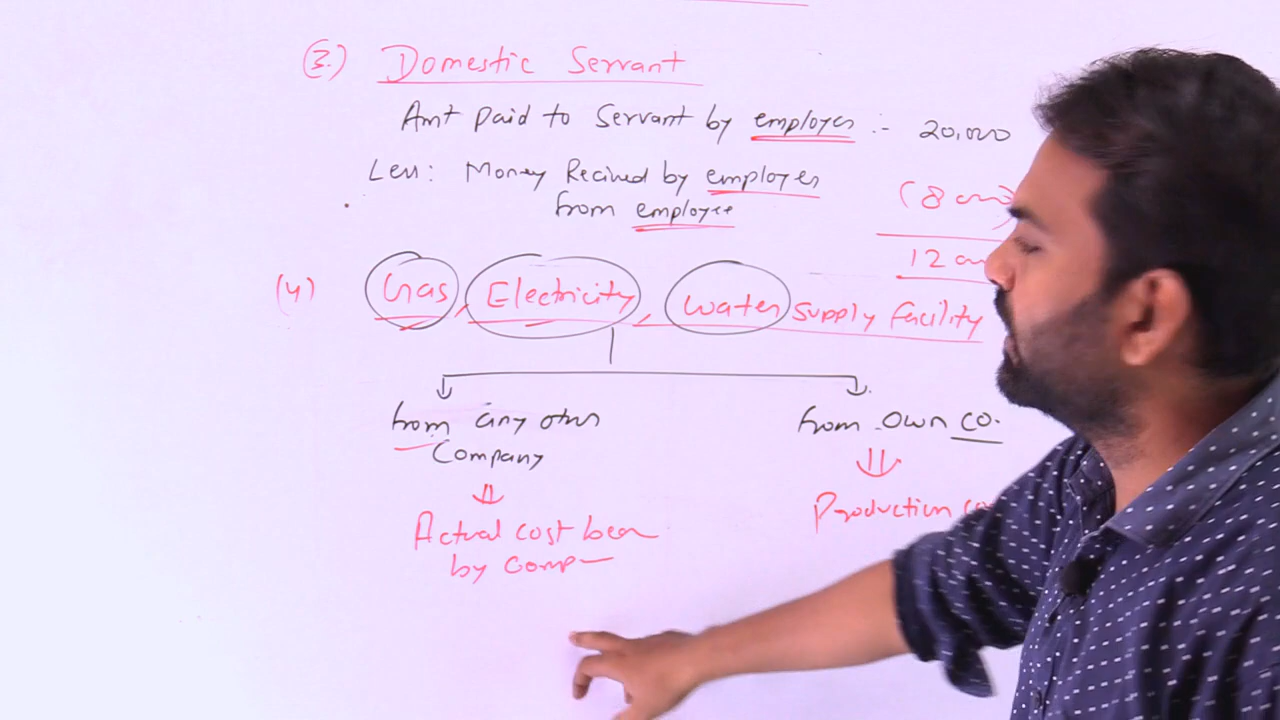 (3.) Domestic Servant
Amt paid to Servant by employer :- 20,000
Less: Money Recived by employer
from employee
(8 000)
12 000
(4) Gas, Electricity, Water supply facility
from any other
Company
from own co.
Actual cost bear
by comp
Production